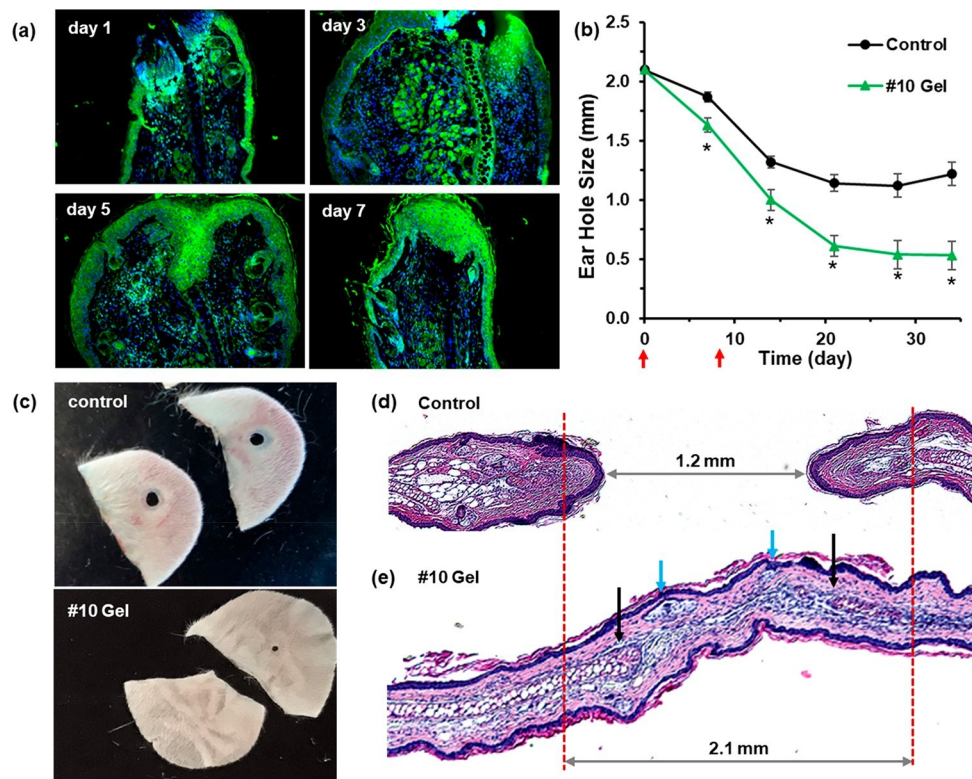 (a)
day 1
day 3
day 5
day 7
(b)
Control
#10 Gel
Ear Hole Size (mm)
2.5
2.0
1.5
1.0
0.5
0.0
* * * * *
0 10 20 30
Time (day)
(c)
control
#10 Gel
(d)
Control
1.2 mm
(e)
#10 Gel
2.1 mm